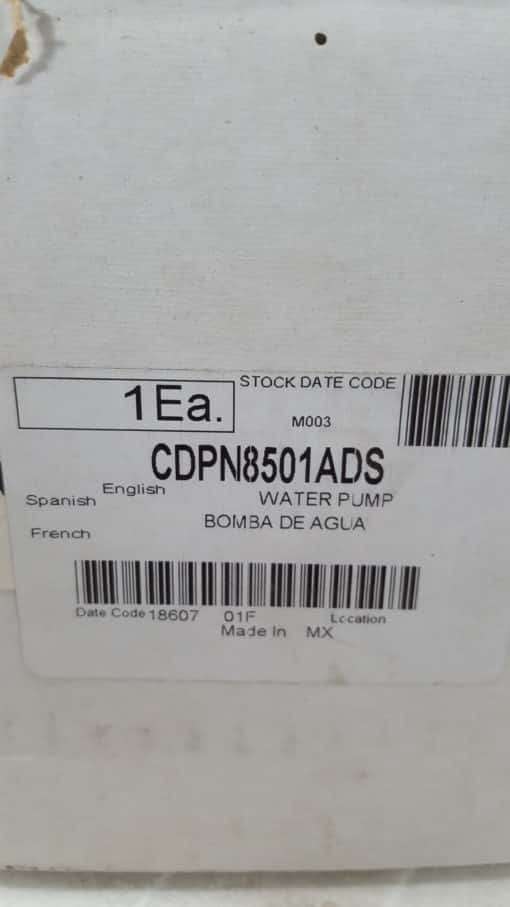 1Ea.
STOCK DATE CODE
M003
CDPN8501ADS
English
WATER PUMP
Spanish
BOMBA DE AGUA
French
Date Code 18607 01F Location
Made In MX